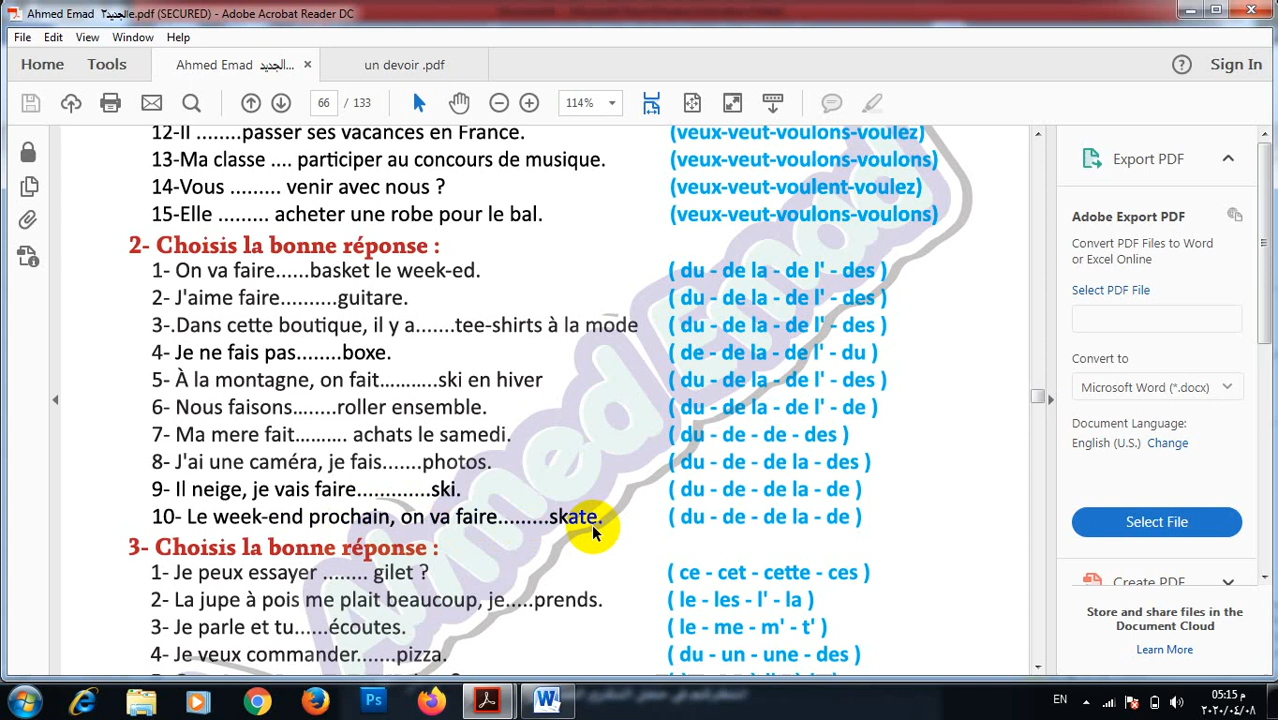 Ahmed Emad الجديد٢.pdf (SECURED) - Adobe Acrobat Reader DC
File Edit View Window Help
Home Tools Ahmed Emad الجديد... × un devoir .pdf Sign In
66 / 133 114%
12-Il ........passer ses vacances en France. (veux-veut-voulons-voulez)
13-Ma classe .... participer au concours de musique. (veux-veut-voulons-voulons)
14-Vous ......... venir avec nous ? (veux-veut-voulent-voulez)
15-Elle ......... acheter une robe pour le bal. (veux-veut-voulons-voulons)
2- Choisis la bonne réponse :
1- On va faire......basket le week-ed. ( du - de la - de l' - des )
2- J'aime faire..........guitare. ( du - de la - de l' - des )
3-.Dans cette boutique, il y a.......tee-shirts à la mode ( du - de la - de l' - des )
4- Je ne fais pas........boxe. ( de - de la - de l' - du )
5- À la montagne, on fait...........ski en hiver ( du - de la - de l' - des )
6- Nous faisons........roller ensemble. ( du - de la - de l' - de )
7- Ma mere fait.......... achats le samedi. ( du - de - de - des )
8- J'ai une caméra, je fais.......photos. ( du - de - de la - des )
9- Il neige, je vais faire.............ski. ( du - de - de la - de )
10- Le week-end prochain, on va faire.........skate. ( du - de - de la - de )
3- Choisis la bonne réponse :
1- Je peux essayer ........ gilet ? ( ce - cet - cette - ces )
2- La jupe à pois me plait beaucoup, je.....prends. ( le - les - l' - la )
3- Je parle et tu......écoutes. ( le - me - m' - t' )
4- Je veux commander.......pizza. ( du - un - une - des )
Ahmed Emad
Export PDF
Adobe Export PDF
Convert PDF Files to Word
or Excel Online
Select PDF File
Convert to
Microsoft Word (*.docx)
Document Language:
English (U.S.) Change
Select File
Create PDF
Store and share files in the
Document Cloud
Learn More
EN
٠٥:١٥ م
٢٠٢٠/٠٤/٠٨